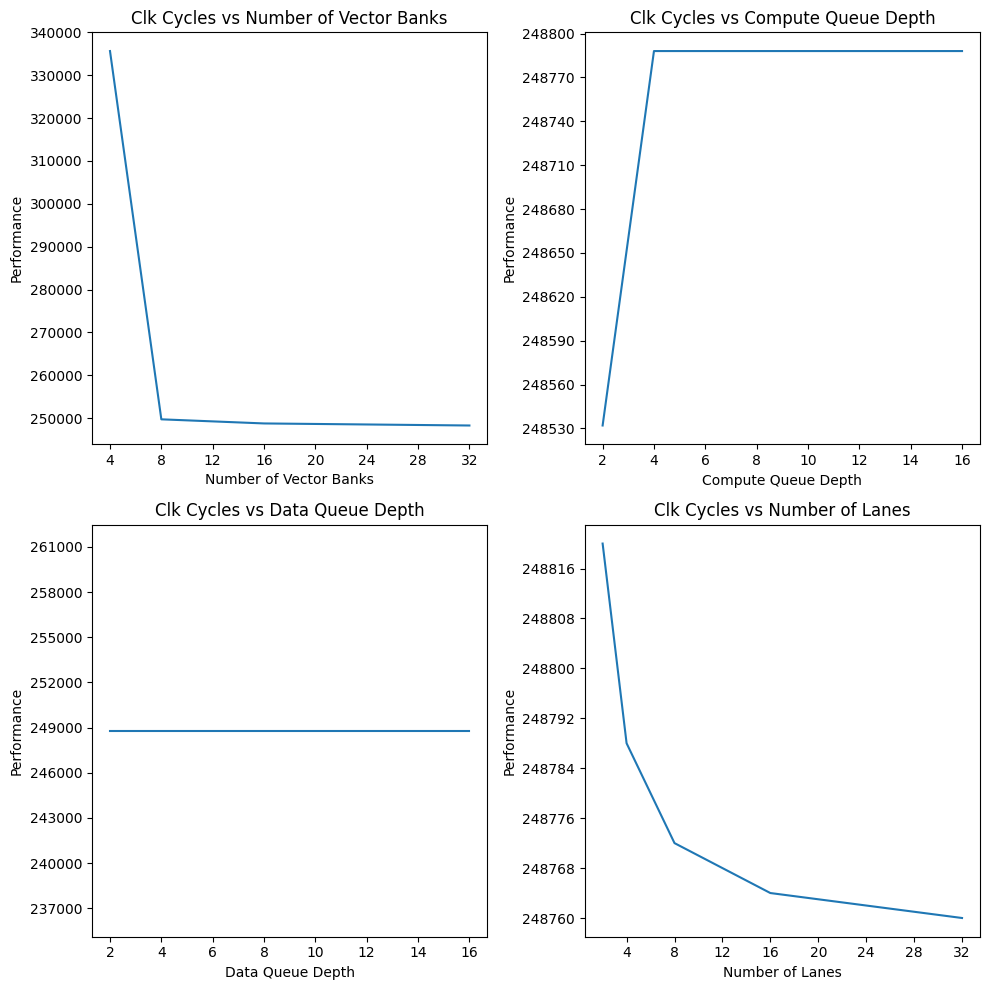 Clk Cycles vs Number of Vector Banks
340000
330000
320000
310000
300000
290000
280000
270000
260000
250000
Performance
4 8 12 16 20 24 28 32
Number of Vector Banks
Clk Cycles vs Compute Queue Depth
248800
248770
248740
248710
248680
248650
248620
248590
248560
248530
Performance
2 4 6 8 10 12 14 16
Compute Queue Depth
Clk Cycles vs Data Queue Depth
261000
258000
255000
252000
249000
246000
243000
240000
237000
Performance
2 4 6 8 10 12 14 16
Data Queue Depth
Clk Cycles vs Number of Lanes
248816
248808
248800
248792
248784
248776
248768
248760
Performance
4 8 12 16 20 24 28 32
Number of Lanes